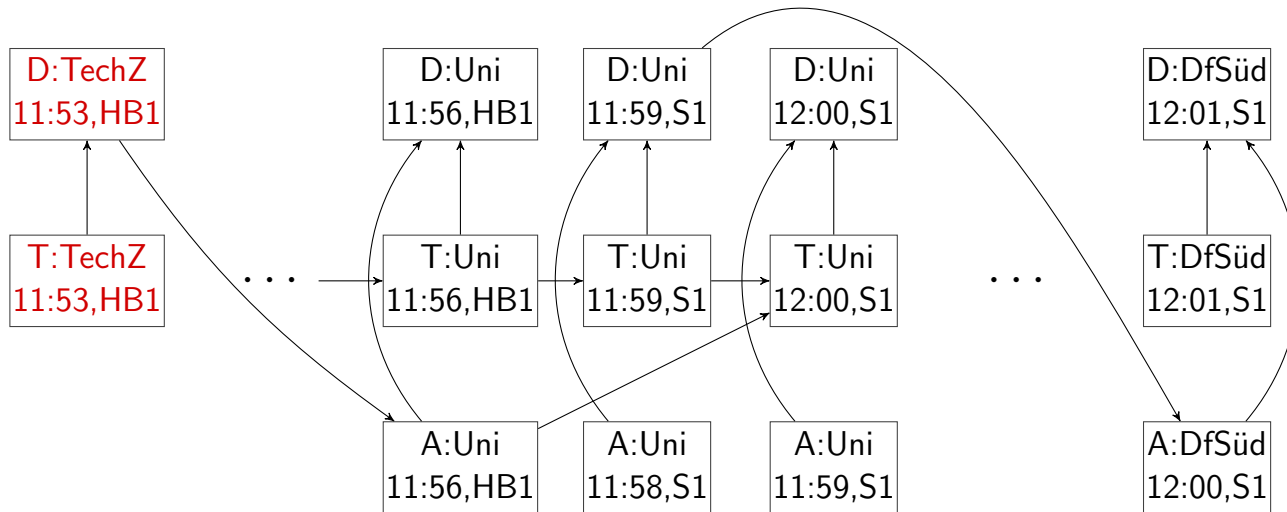 D:TechZ
11:53,HB1
D:Uni
11:56,HB1
D:Uni
11:59,S1
D:Uni
12:00,S1
D:DfSüd
12:01,S1
T:TechZ
11:53,HB1
. . .
T:Uni
11:56,HB1
T:Uni
11:59,S1
T:Uni
12:00,S1
. . .
T:DfSüd
12:01,S1
A:Uni
11:56,HB1
A:Uni
11:58,S1
A:Uni
11:59,S1
A:DfSüd
12:00,S1